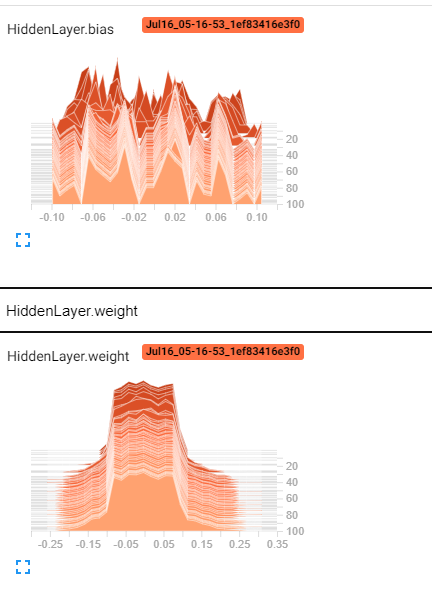 HiddenLayer.bias
Jul16_05-16-53_1ef83416e3f0
20
40
60
80
100
-0.10 -0.06 -0.02 0.02 0.06 0.10
HiddenLayer.weight
HiddenLayer.weight
Jul16_05-16-53_1ef83416e3f0
20
40
60
80
100
-0.25 -0.15 -0.05 0.05 0.15 0.25 0.35